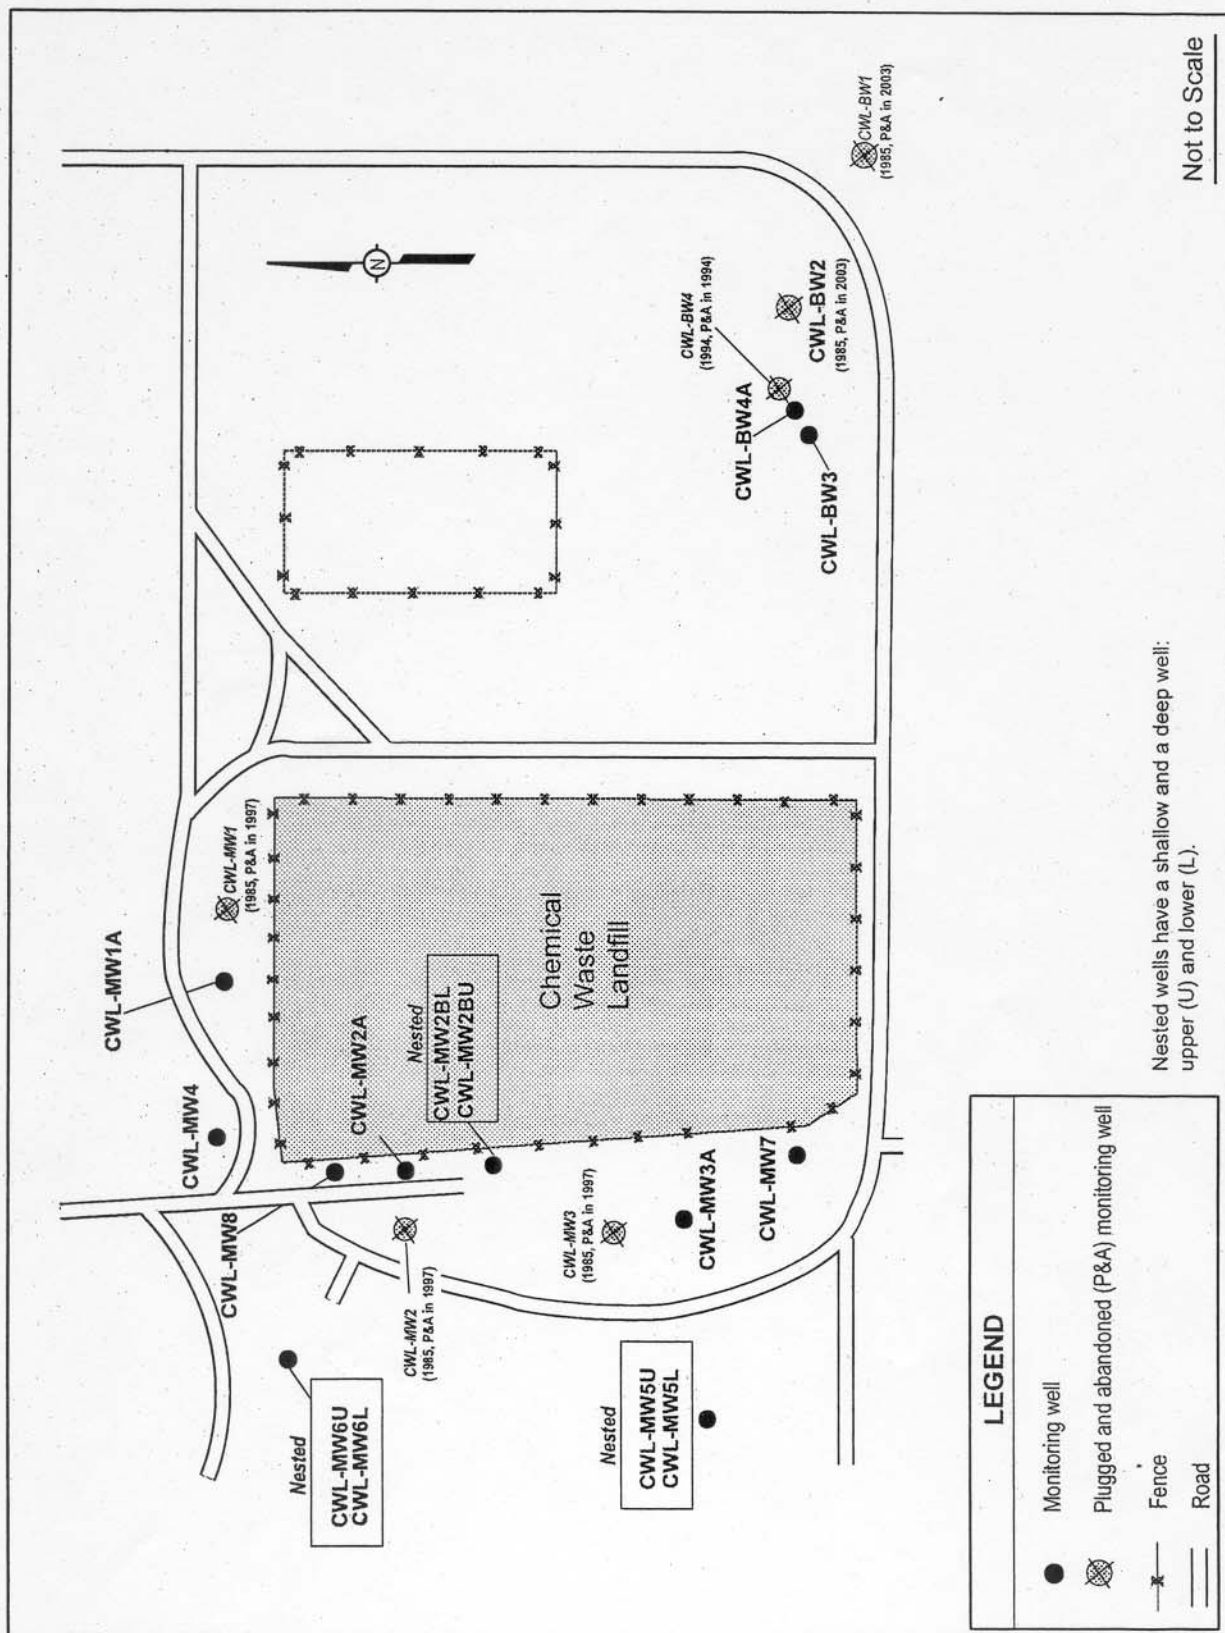 CWL-MW6U
CWL-MW6L
Nested
CWL-MW8
CWL-MW4
CWL-MW1A
CWL-MW1
(1985, P&A in 1997)
CWL-MW2A
Nested
CWL-MW2BL
CWL-MW2BU
CWL-MW2
(1985, P&A in 1997)
N
Chemical
Waste
Landfill
CWL-MW3
(1985, P&A in 1997)
CWL-MW3A
CWL-MW7
Nested
CWL-MW5U
CWL-MW5L
CWL-BW4
(1994, P&A in 1994)
CWL-BW4A
CWL-BW3
CWL-BW2
(1985, P&A in 2003)
CWL-BW1
(1985, P&A in 2003)
LEGEND
Monitoring well
Plugged and abandoned (P&A) monitoring well
Fence
Road
Nested wells have a shallow and a deep well:
upper (U) and lower (L).
Not to Scale